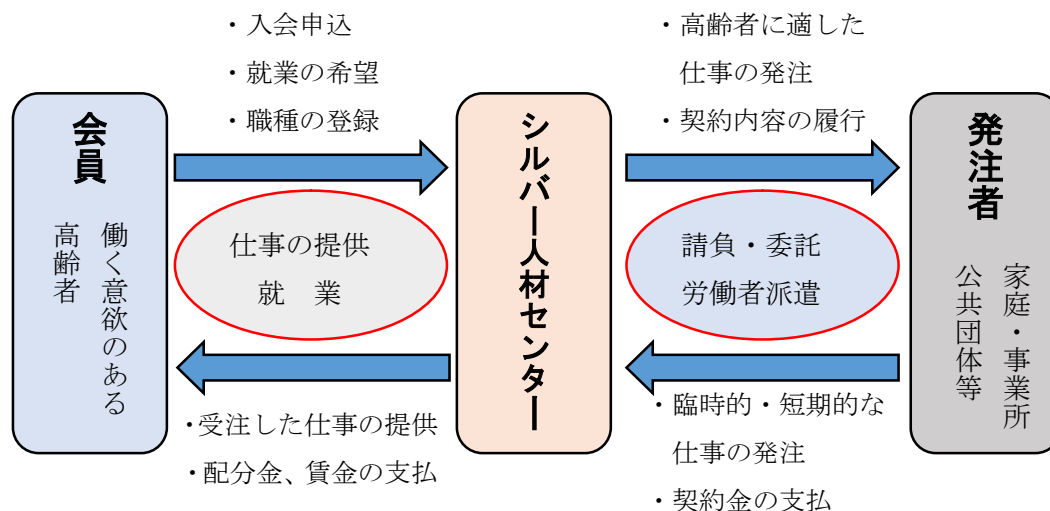 ・入会申込
・就業の希望
・職種の登録
・高齢者に適した
仕事の発注
・契約内容の履行
会員
働く意欲のある
高齢者
仕事の提供
就　業
シルバー人材センター
請負・委託
労働者派遣
発注者
家庭・事業所
公共団体等
・受注した仕事の提供
・配分金、賃金の支払
・臨時的・短期的な
仕事の発注
・契約金の支払